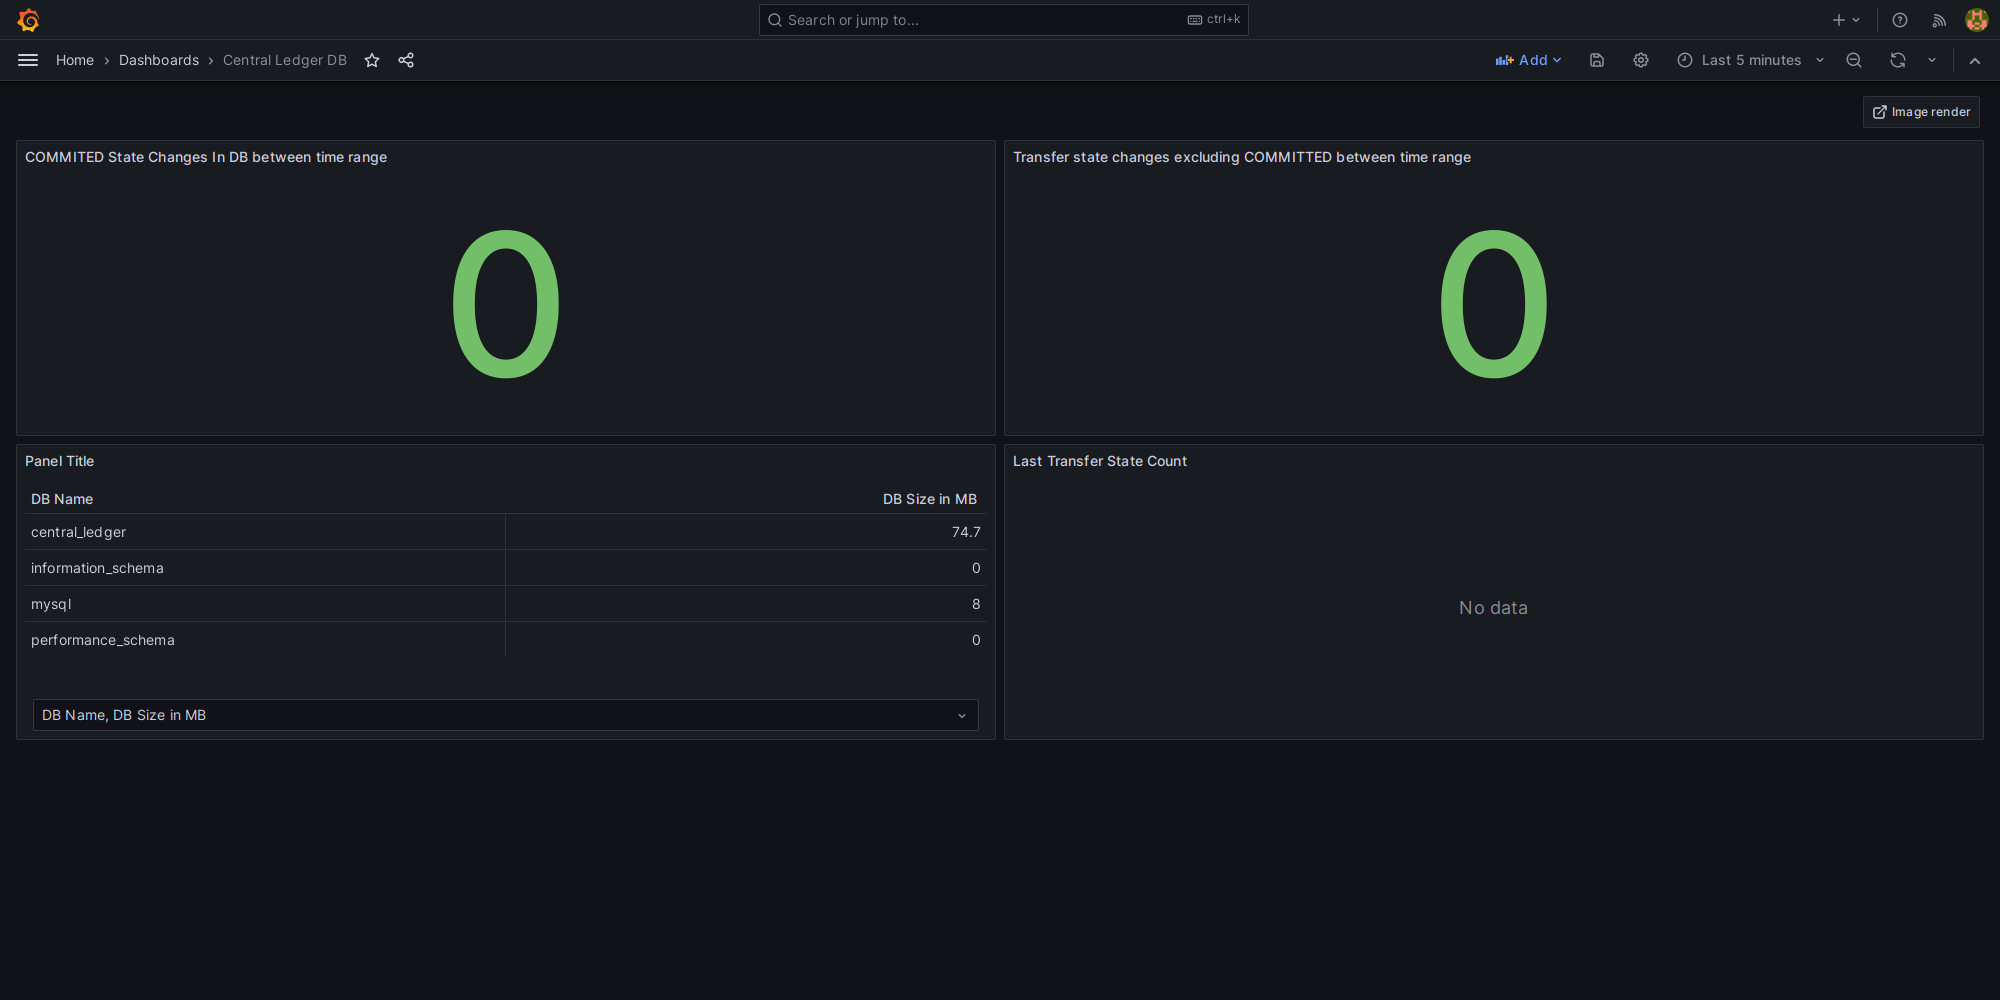 Search or jump to... ctrl+k
Home › Dashboards › Central Ledger DB
Add
Last 5 minutes
Image render
COMMITED State Changes In DB between time range
0
Transfer state changes excluding COMMITTED between time range
0
Panel Title
DB Name DB Size in MB
central_ledger 74.7
information_schema 0
mysql 8
performance_schema 0
DB Name, DB Size in MB
Last Transfer State Count
No data